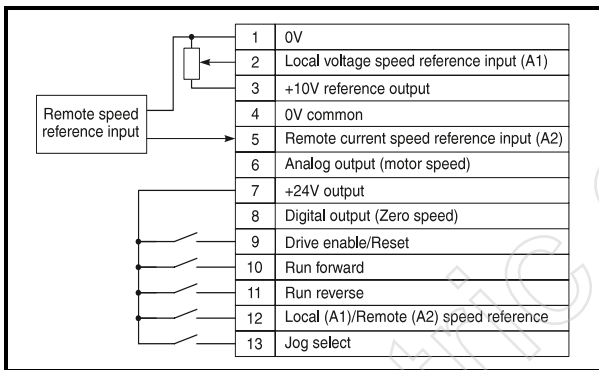 1 0V
2 Local voltage speed reference input (A1)
3 +10V reference output
Remote speed
reference input
4 0V common
5 Remote current speed reference input (A2)
6 Analog output (motor speed)
7 +24V output
8 Digital output (Zero speed)
9 Drive enable/Reset
10 Run forward
11 Run reverse
12 Local (A1)/Remote (A2) speed reference
13 Jog select